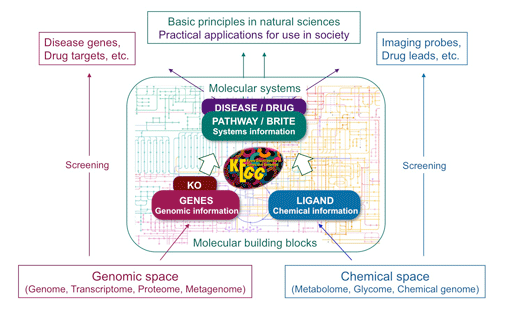 Basic principles in natural sciences
Practical applications for use in society
Disease genes,
Drug targets, etc.
Imaging probes,
Drug leads, etc.
Molecular systems
DISEASE / DRUG
PATHWAY / BRITE
Systems information
Screening
Screening
KEGG
KO
GENES
Genomic information
LIGAND
Chemical information
Molecular building blocks
Genomic space
(Genome, Transcriptome, Proteome, Metagenome)
Chemical space
(Metabolome, Glycome, Chemical genome)